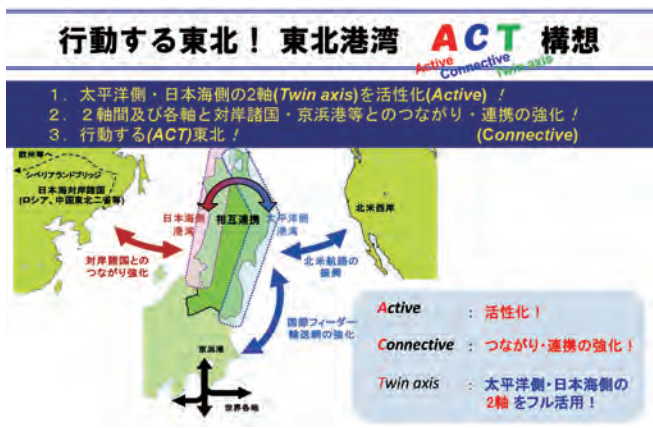 行動する東北！ 東北港湾 ACT 構想
Active
Connective
Twin axis
1. 太平洋側・日本海側の2軸(Twin axis)を活性化(Active) ！
2. 2軸間及び各軸と対岸諸国・京浜港等とのつながり・連携の強化！
3. 行動する(ACT)東北！ (Connective)
欧州等へ
シベリアランドブリッジ
日本海対岸諸国
(ロシア、中国東北二省等)
日本海側
港湾
相互連携
太平洋側
港湾
北米西岸
対岸諸国との
つながり強化
北米航路の
振興
国際フィーダー
輸送網の強化
京浜港
世界各地
Active : 活性化！
Connective : つながり・連携の強化！
Twin axis : 太平洋側・日本海側の
2軸をフル活用！